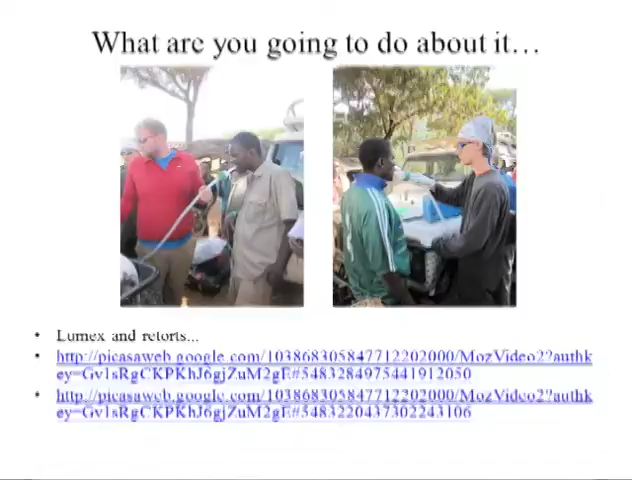 What are you going to do about it…
• Lumex and retorts...
• http://picasaweb.google.com/103868305847712202000/MozVideo2?authk
ey=Gv1sRgCKPKhJ6gjZuM2gE#5483284975441912050
• http://picasaweb.google.com/103868305847712202000/MozVideo2?authk
ey=Gv1sRgCKPKhJ6gjZuM2gE#5483220437302243106